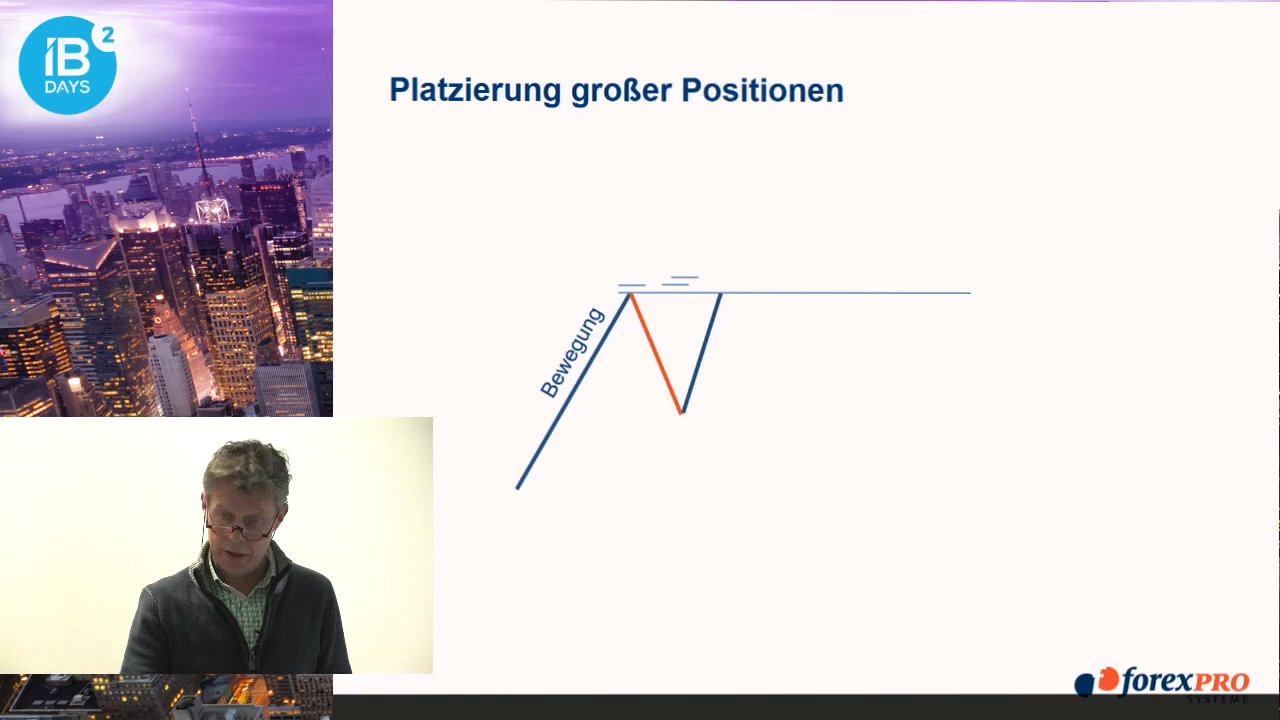 IB 2
DAYS
Platzierung großer Positionen
Bewegung
forexPRO
SYSTEME